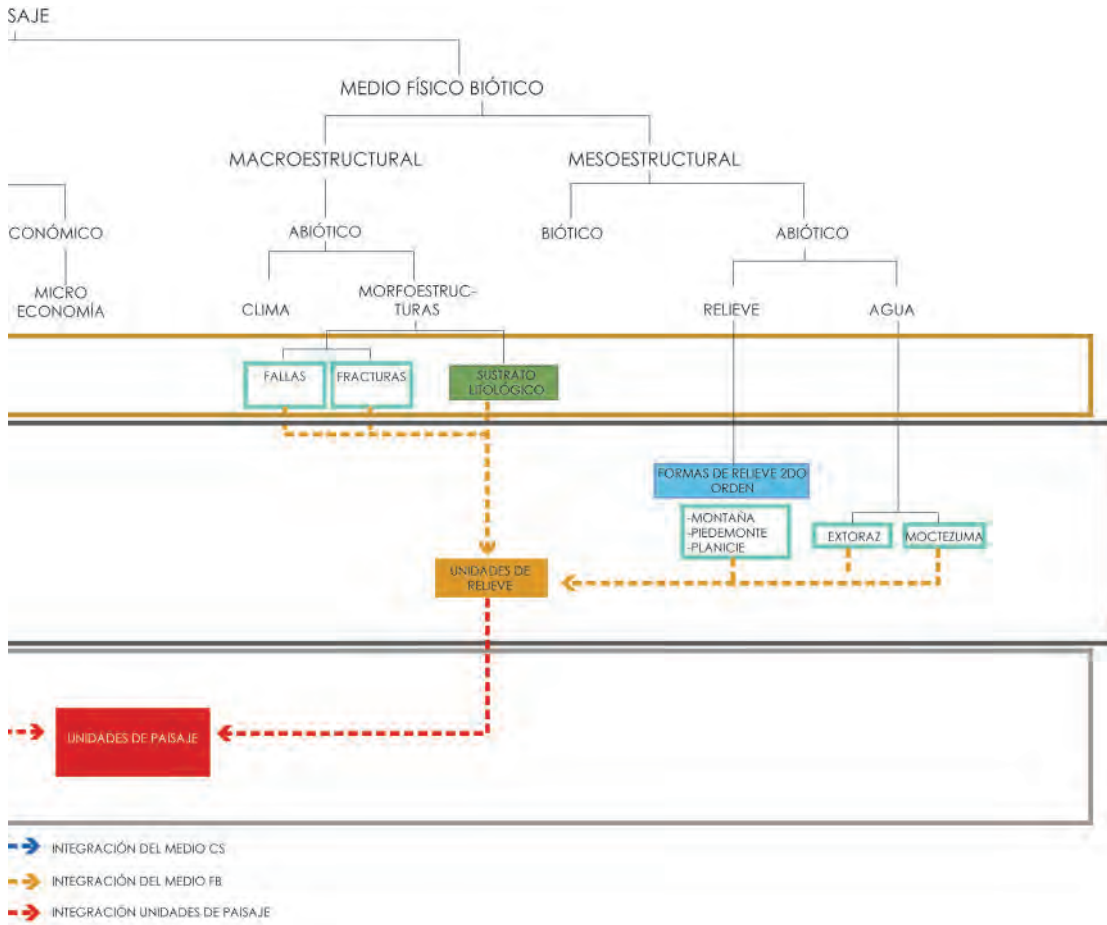 SAJE
MEDIO FÍSICO BIÓTICO
MACROESTRUCTURAL
MESOESTRUCTURAL
CONÓMICO
ABIÓTICO
BIÓTICO
ABIÓTICO
MICRO
ECONOMÍA
CLIMA
MORFOESTRUC-
TURAS
RELIEVE
AGUA
FALLAS
FRACTURAS
SUSTRATO
LITOLÓGICO
FORMAS DE RELIEVE 2DO
ORDEN
-MONTAÑA
-PIEDEMONTE
-PLANICIE
EXTORAZ
MOCTEZUMA
UNIDADES DE
RELIEVE
UNIDADES DE PAISAJE
INTEGRACIÓN DEL MEDIO CS
INTEGRACIÓN DEL MEDIO FB
INTEGRACIÓN UNIDADES DE PAISAJE